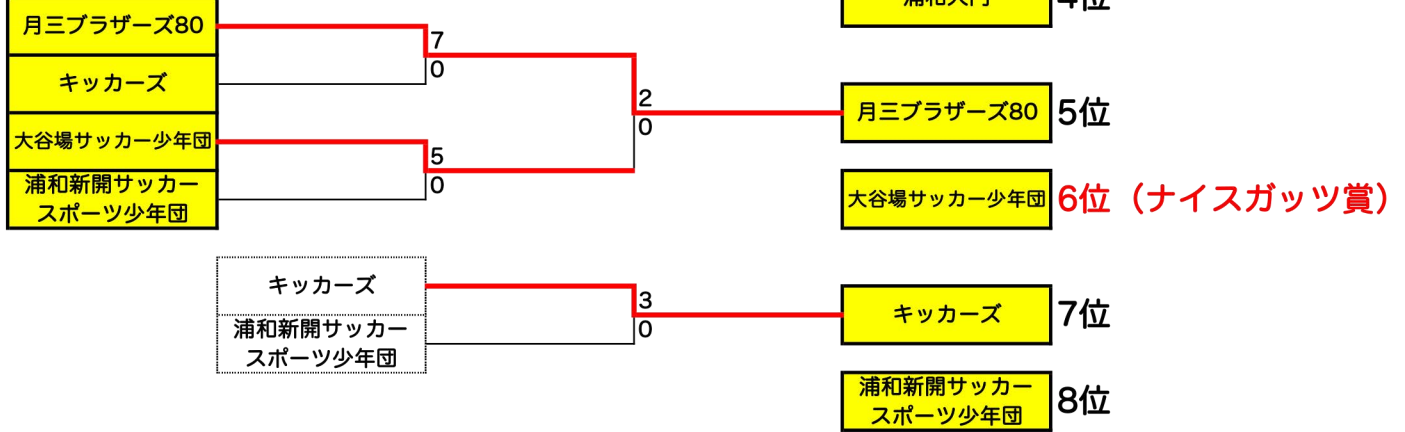 4位
月三ブラザーズ80
7
キッカーズ
0
大谷場サッカー少年団
5
浦和新開サッカー
スポーツ少年団
0
2
0
月三ブラザーズ80
5位
大谷場サッカー少年団
6位（ナイスガッツ賞）
キッカーズ
浦和新開サッカー
スポーツ少年団
3
0
キッカーズ
7位
浦和新開サッカー
スポーツ少年団
8位